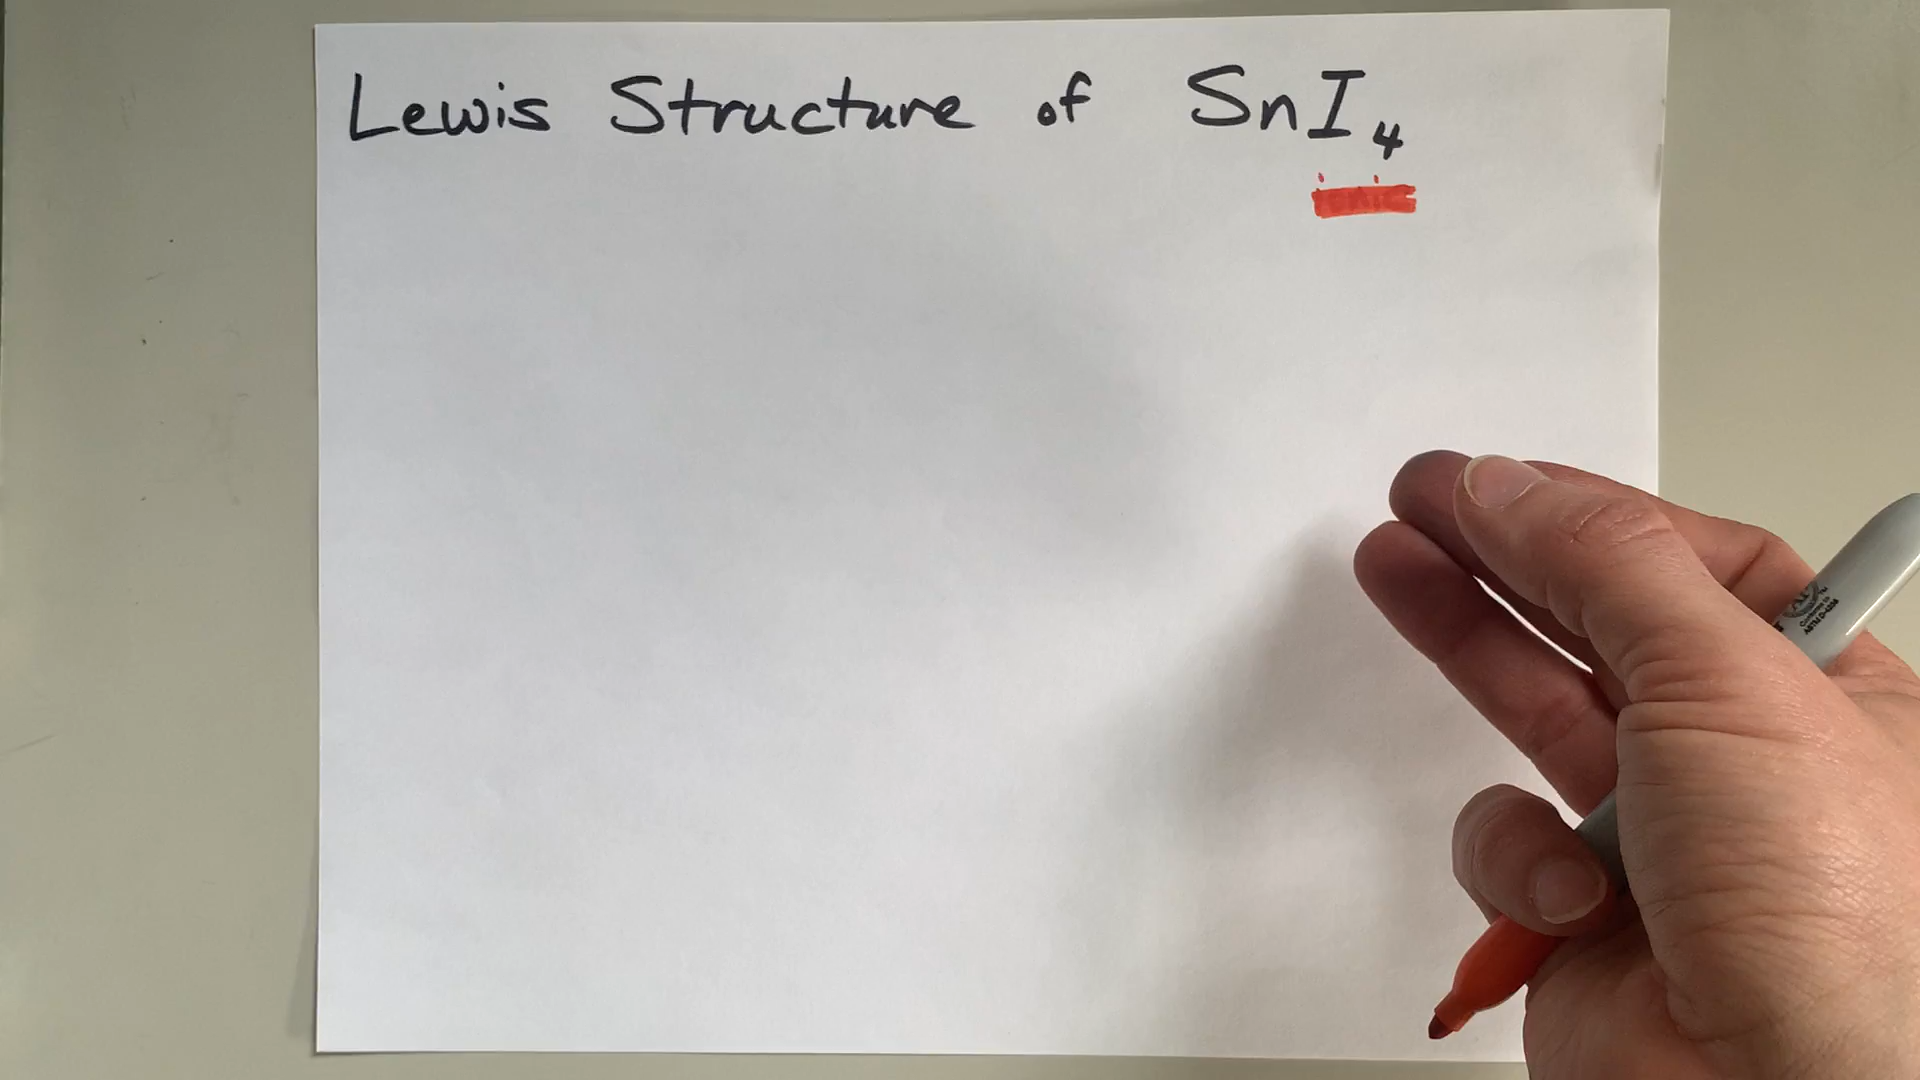 Lewis Structure of SnI₄